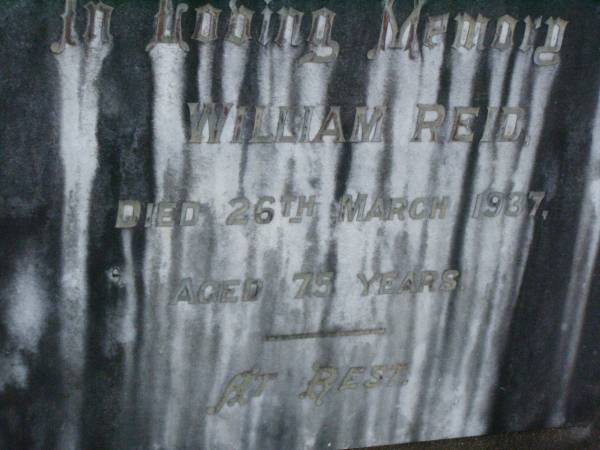 In Loving Memory
WILLIAM REID,
DIED 26TH MARCH 1937,
AGED 75 YEARS.
AT REST.